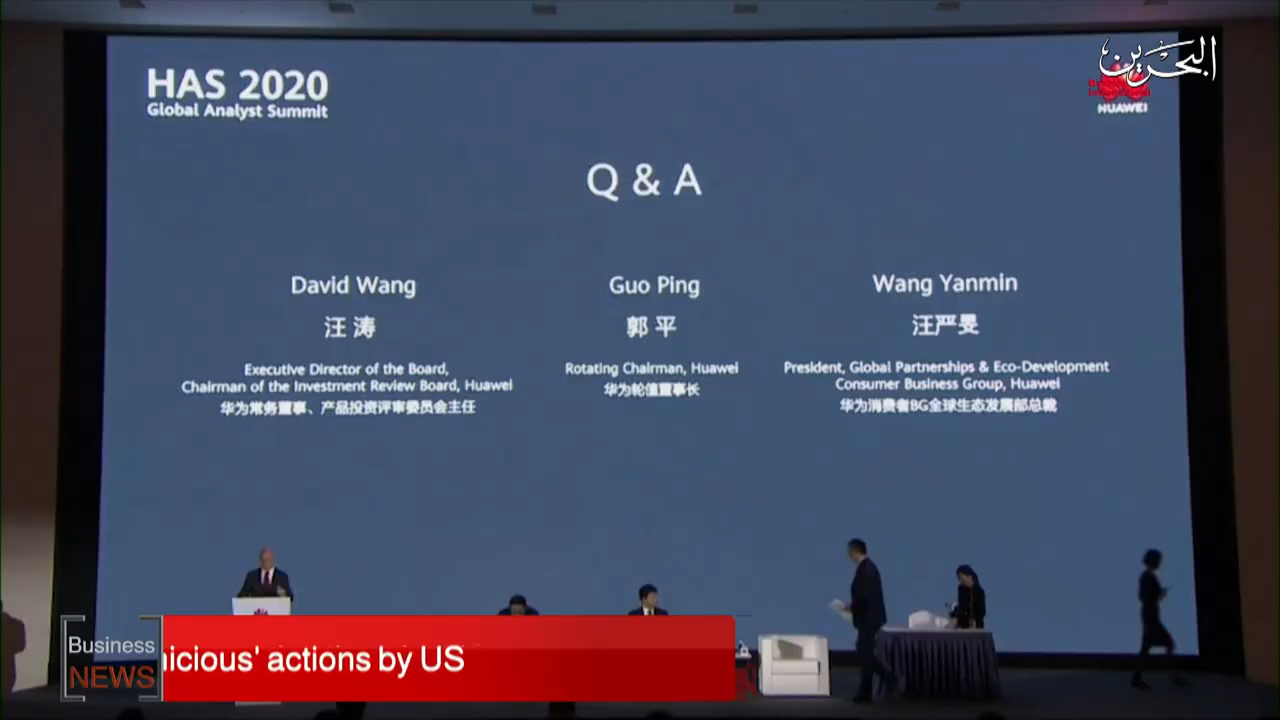 HAS 2020
Global Analyst Summit
البحرين
HUAWEI
Q & A
David Wang
汪 涛
Executive Director of the Board,
Chairman of the Investment Review Board, Huawei
华为常务董事、产品投资评审委员会主任
Guo Ping
郭 平
Rotating Chairman, Huawei
华为轮值董事长
Wang Yanmin
汪严旻
President, Global Partnerships & Eco-Development
Consumer Business Group, Huawei
华为消费者BG全球生态发展部总裁
Business
NEWS
icious' actions by US